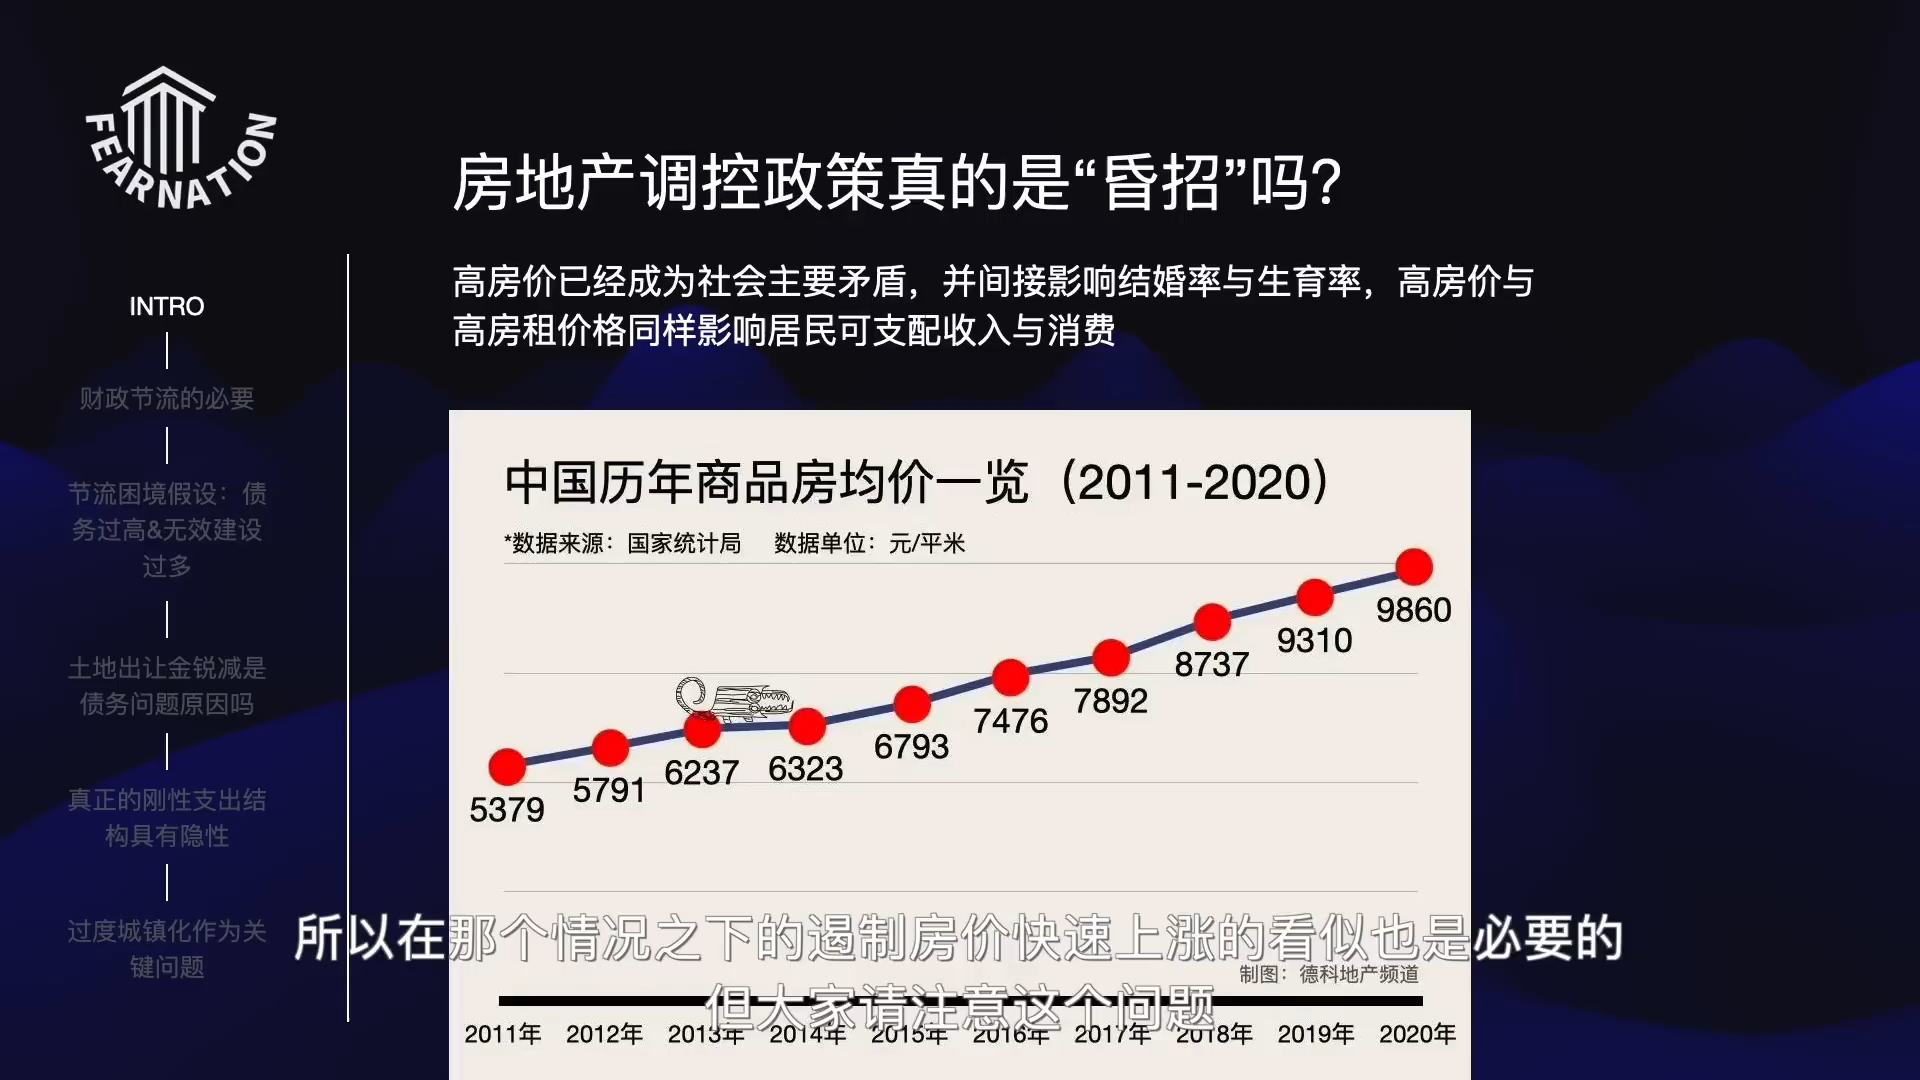 FEARNATION
房地产调控政策真的是“昏招”吗？
高房价已经成为社会主要矛盾，并间接影响结婚率与生育率，高房价与
高房租价格同样影响居民可支配收入与消费
INTRO
财政节流的必要
节流困境假设：债
务过高&无效建设
过多
土地出让金锐减是
债务问题原因吗
真正的刚性支出结
构具有隐性
过度城镇化作为关
键问题
中国历年商品房均价一览（2011-2020）
*数据来源：国家统计局 数据单位：元/平米
5379
5791
6237
6323
6793
7476
7892
8737
9310
9860
所以在那个情况之下的遏制房价快速上涨的看似也是必要的
制图：德科地产频道
但大家请注意这个问题
2011年 2012年 2013年 2014年 2015年 2016年 2017年 2018年 2019年 2020年